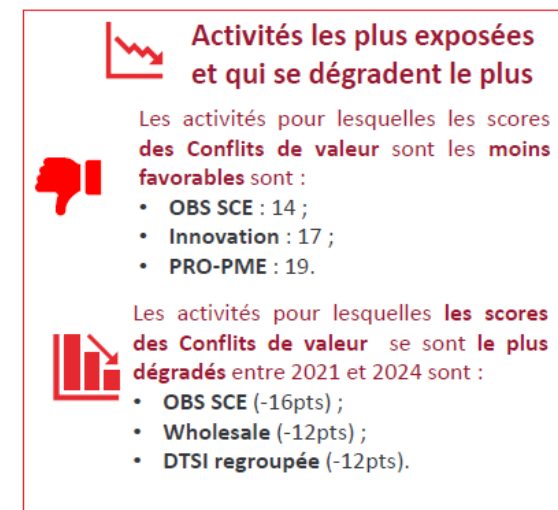 Activités les plus exposées
et qui se dégradent le plus
Les activités pour lesquelles les scores
des Conflits de valeur sont les moins
favorables sont :
• OBS SCE : 14 ;
• Innovation : 17 ;
• PRO-PME : 19.
Les activités pour lesquelles les scores
des Conflits de valeur se sont le plus
dégradés entre 2021 et 2024 sont :
• OBS SCE (-16pts) ;
• Wholesale (-12pts) ;
• DTSI regroupée (-12pts).